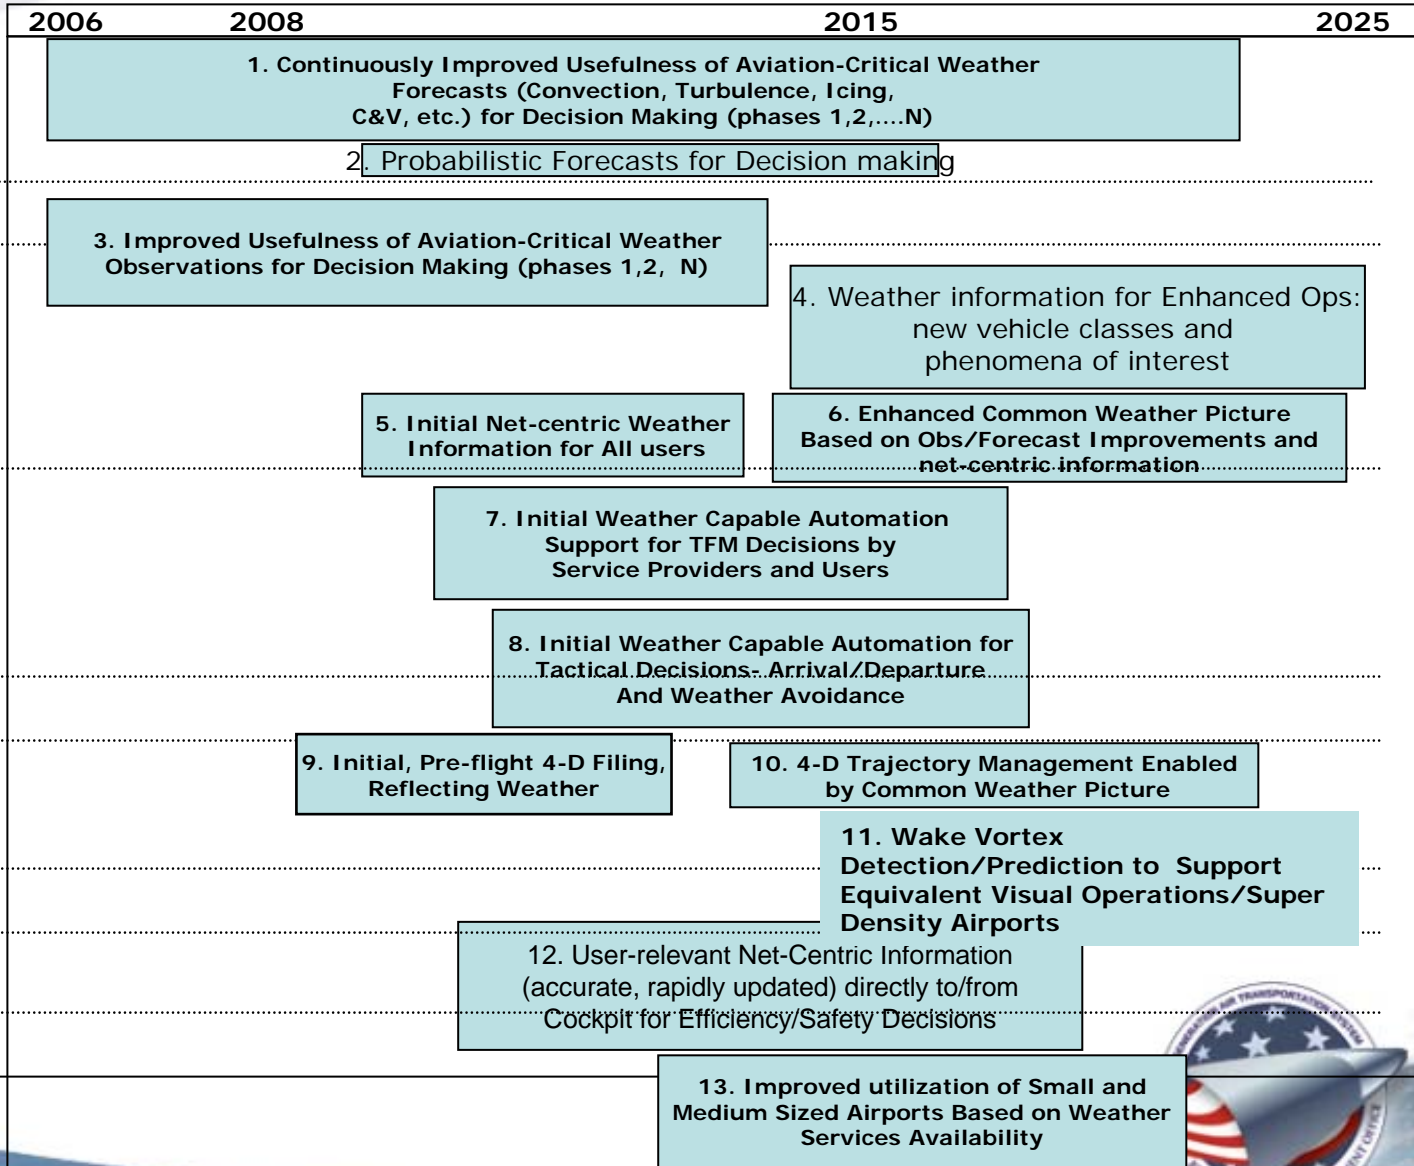 2006 2008 2015 2025
1. Continuously Improved Usefulness of Aviation-Critical Weather
Forecasts (Convection, Turbulence, Icing,
C&V, etc.) for Decision Making (phases 1,2,....N)
2. Probabilistic Forecasts for Decision making
3. Improved Usefulness of Aviation-Critical Weather
Observations for Decision Making (phases 1,2, N)
4. Weather information for Enhanced Ops:
new vehicle classes and
phenomena of interest
5. Initial Net-centric Weather
Information for All users
6. Enhanced Common Weather Picture
Based on Obs/Forecast Improvements and
net-centric information
7. Initial Weather Capable Automation
Support for TFM Decisions by
Service Providers and Users
8. Initial Weather Capable Automation for
Tactical Decisions- Arrival/Departure
And Weather Avoidance
9. Initial, Pre-flight 4-D Filing,
Reflecting Weather
10. 4-D Trajectory Management Enabled
by Common Weather Picture
11. Wake Vortex
Detection/Prediction to Support
Equivalent Visual Operations/Super
Density Airports
12. User-relevant Net-Centric Information
(accurate, rapidly updated) directly to/from
Cockpit for Efficiency/Safety Decisions
13. Improved utilization of Small and
Medium Sized Airports Based on Weather
Services Availability
AIR TRANSPORTATION SYSTEM
OFFICE